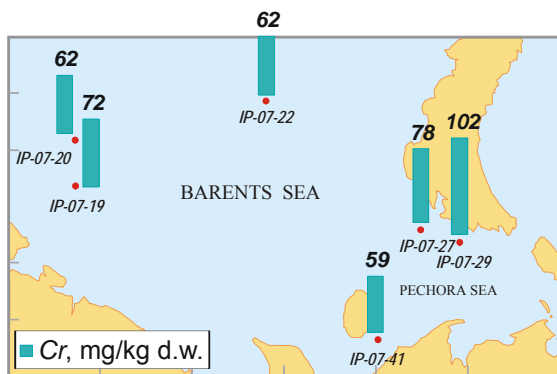 62
62
72
IP-07-22
78
102
IP-07-20
BARENTS SEA
IP-07-19
IP-07-27
IP-07-29
59
PECHORA SEA
Cr, mg/kg d.w.
IP-07-41